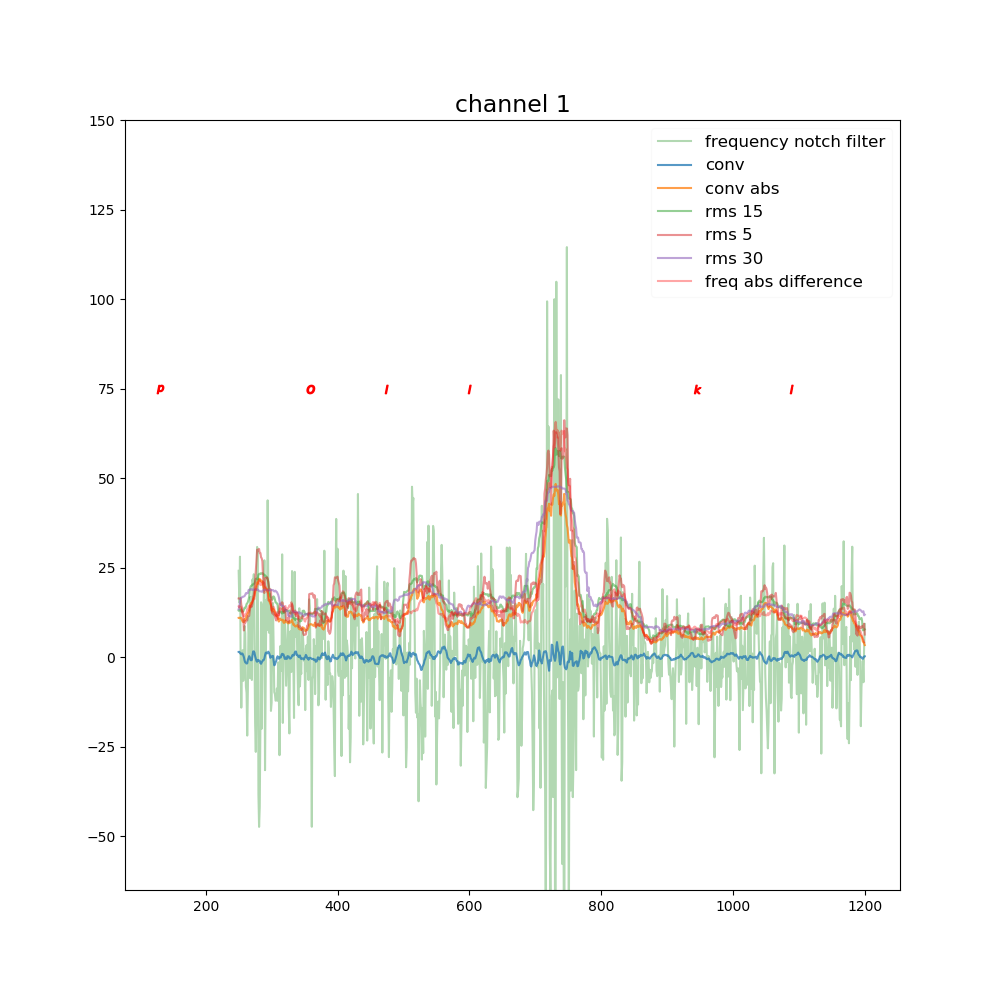 channel 1
150
125
100
75
50
25
0
−25
−50
frequency notch filter
conv
conv abs
rms 15
rms 5
rms 30
freq abs difference
p o l l k l
200 400 600 800 1000 1200